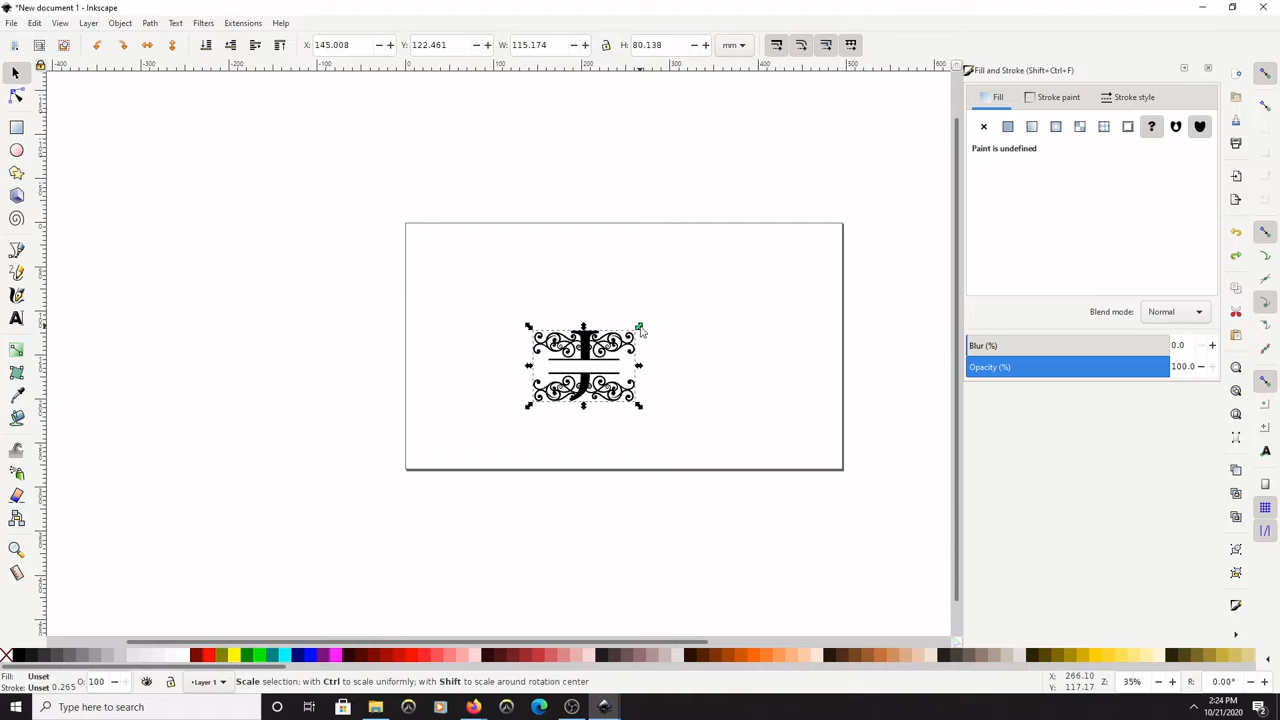 *New document 1 - Inkscape
File Edit View Layer Object Path Text Filters Extensions Help
X: 145.008 Y: 122.461 W: 115.174 H: 80.138 mm
Fill and Stroke (Shift+Ctrl+F)
Fill Stroke paint Stroke style
Paint is undefined
Blend mode: Normal
Blur (%) 0.0
Opacity (%) 100.0
J
Fill: Unset
Stroke: Unset 0.265
O: 100
Layer 1
Scale selection; with Ctrl to scale uniformly; with Shift to scale around rotation center
X: 266.10
Y: 117.17
Z: 35%
R: 0.00°
Type here to search
2:24 PM
10/21/2020